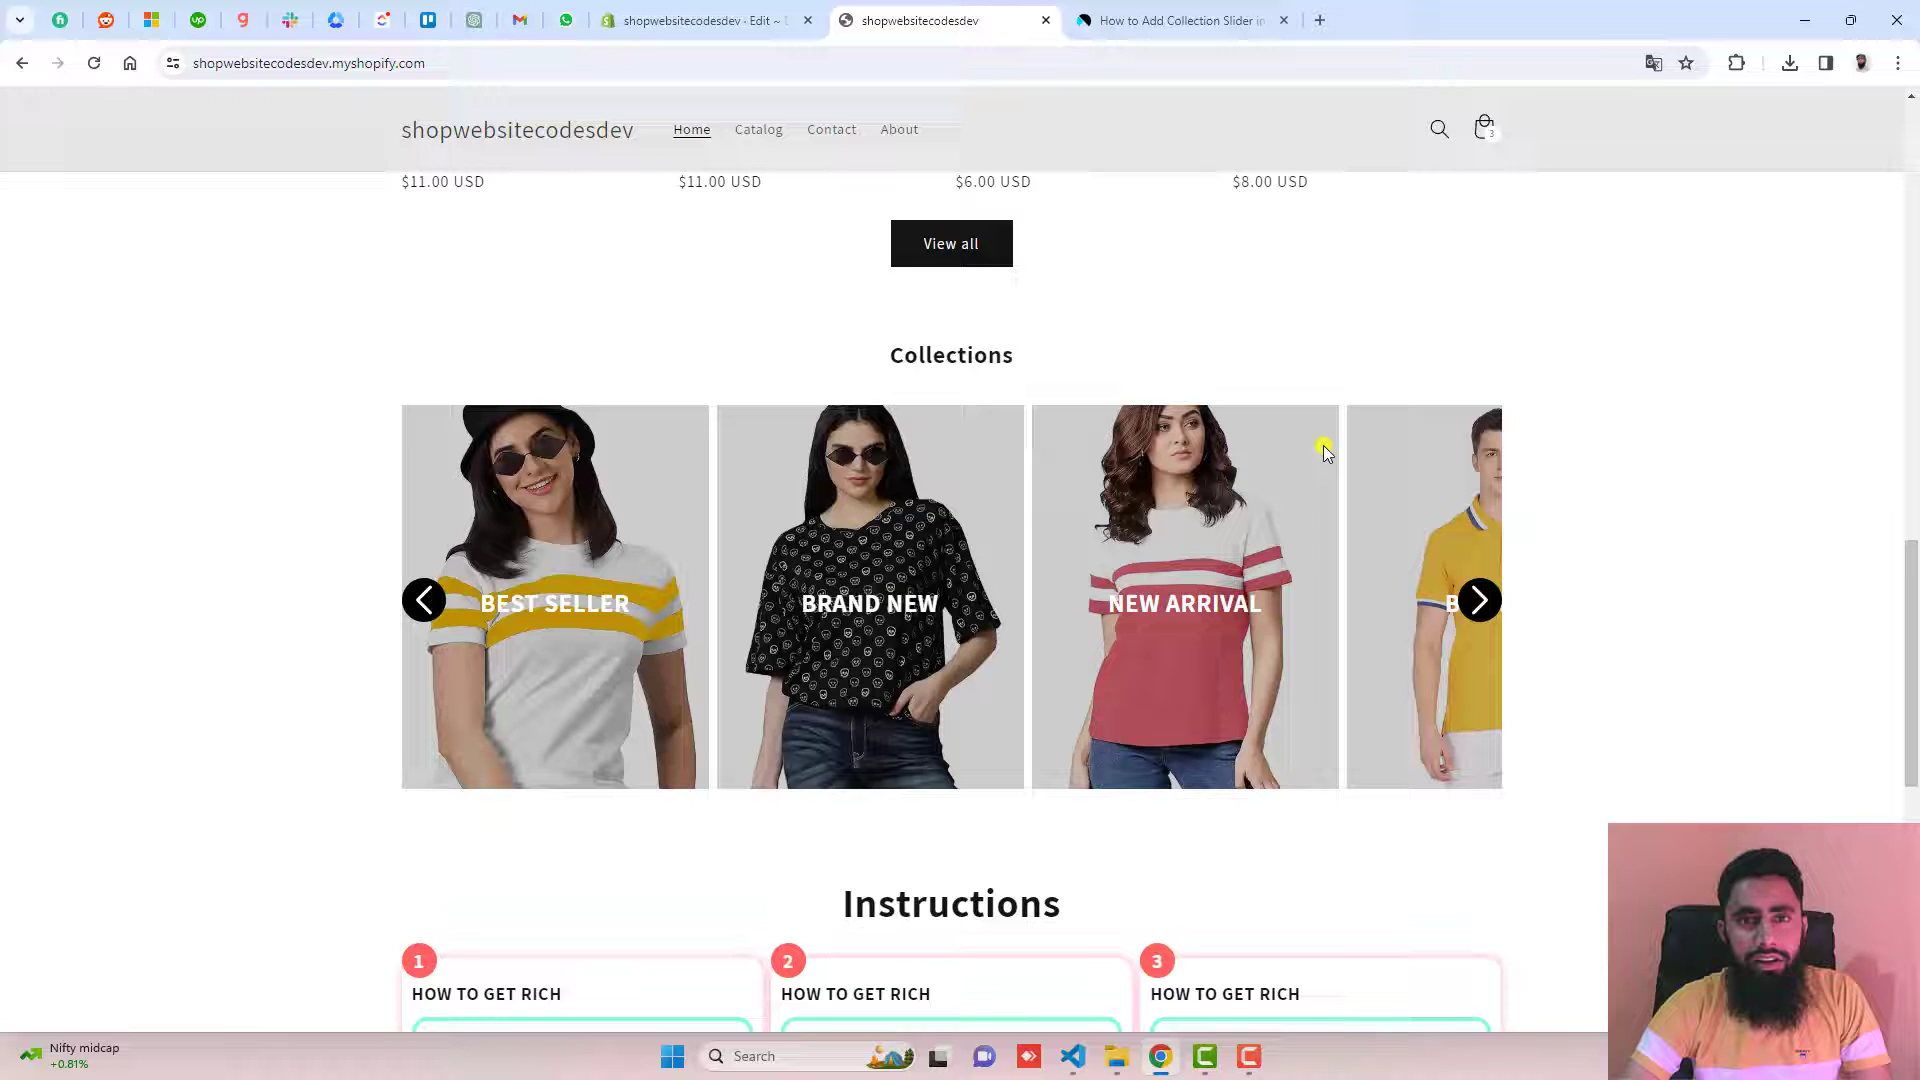 shopwebsitecodesdev · Edit ~
shopwebsitecodesdev
How to Add Collection Slider in
shopwebsitecodesdev.myshopify.com
shopwebsitecodesdev
Home
Catalog
Contact
About
3
$11.00 USD
$11.00 USD
$6.00 USD
$8.00 USD
View all
Collections
BEST SELLER
BRAND NEW
NEW ARRIVAL
B
Instructions
1
2
3
HOW TO GET RICH
HOW TO GET RICH
HOW TO GET RICH
Nifty midcap
+0.81%
Search